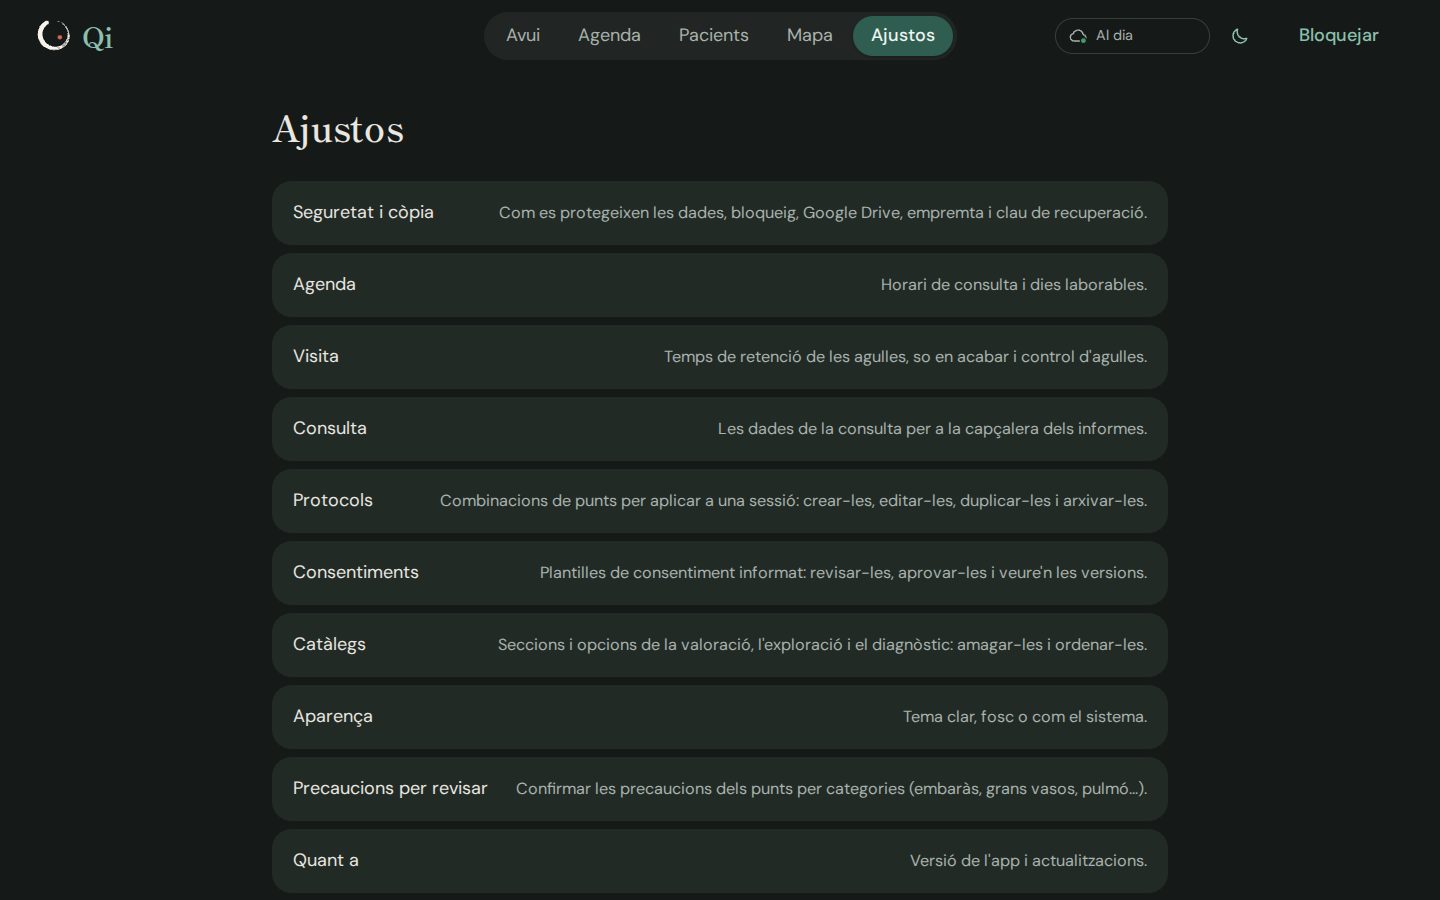 Qi
Avui
Agenda
Pacients
Mapa
Ajustos
Al dia
Bloquejar
Ajustos
Seguretat i còpia
Com es protegeixen les dades, bloqueig, Google Drive, empremta i clau de recuperació.
Agenda
Horari de consulta i dies laborables.
Visita
Temps de retenció de les agulles, so en acabar i control d'agulles.
Consulta
Les dades de la consulta per a la capçalera dels informes.
Protocols
Combinacions de punts per aplicar a una sessió: crear-les, editar-les, duplicar-les i arxivar-les.
Consentiments
Plantilles de consentiment informat: revisar-les, aprovar-les i veure'n les versions.
Catàlegs
Seccions i opcions de la valoració, l'exploració i el diagnòstic: amagar-les i ordenar-les.
Aparença
Tema clar, fosc o com el sistema.
Precaucions per revisar
Confirmar les precaucions dels punts per categories (embaràs, grans vasos, pulmó…).
Quant a
Versió de l'app i actualitzacions.